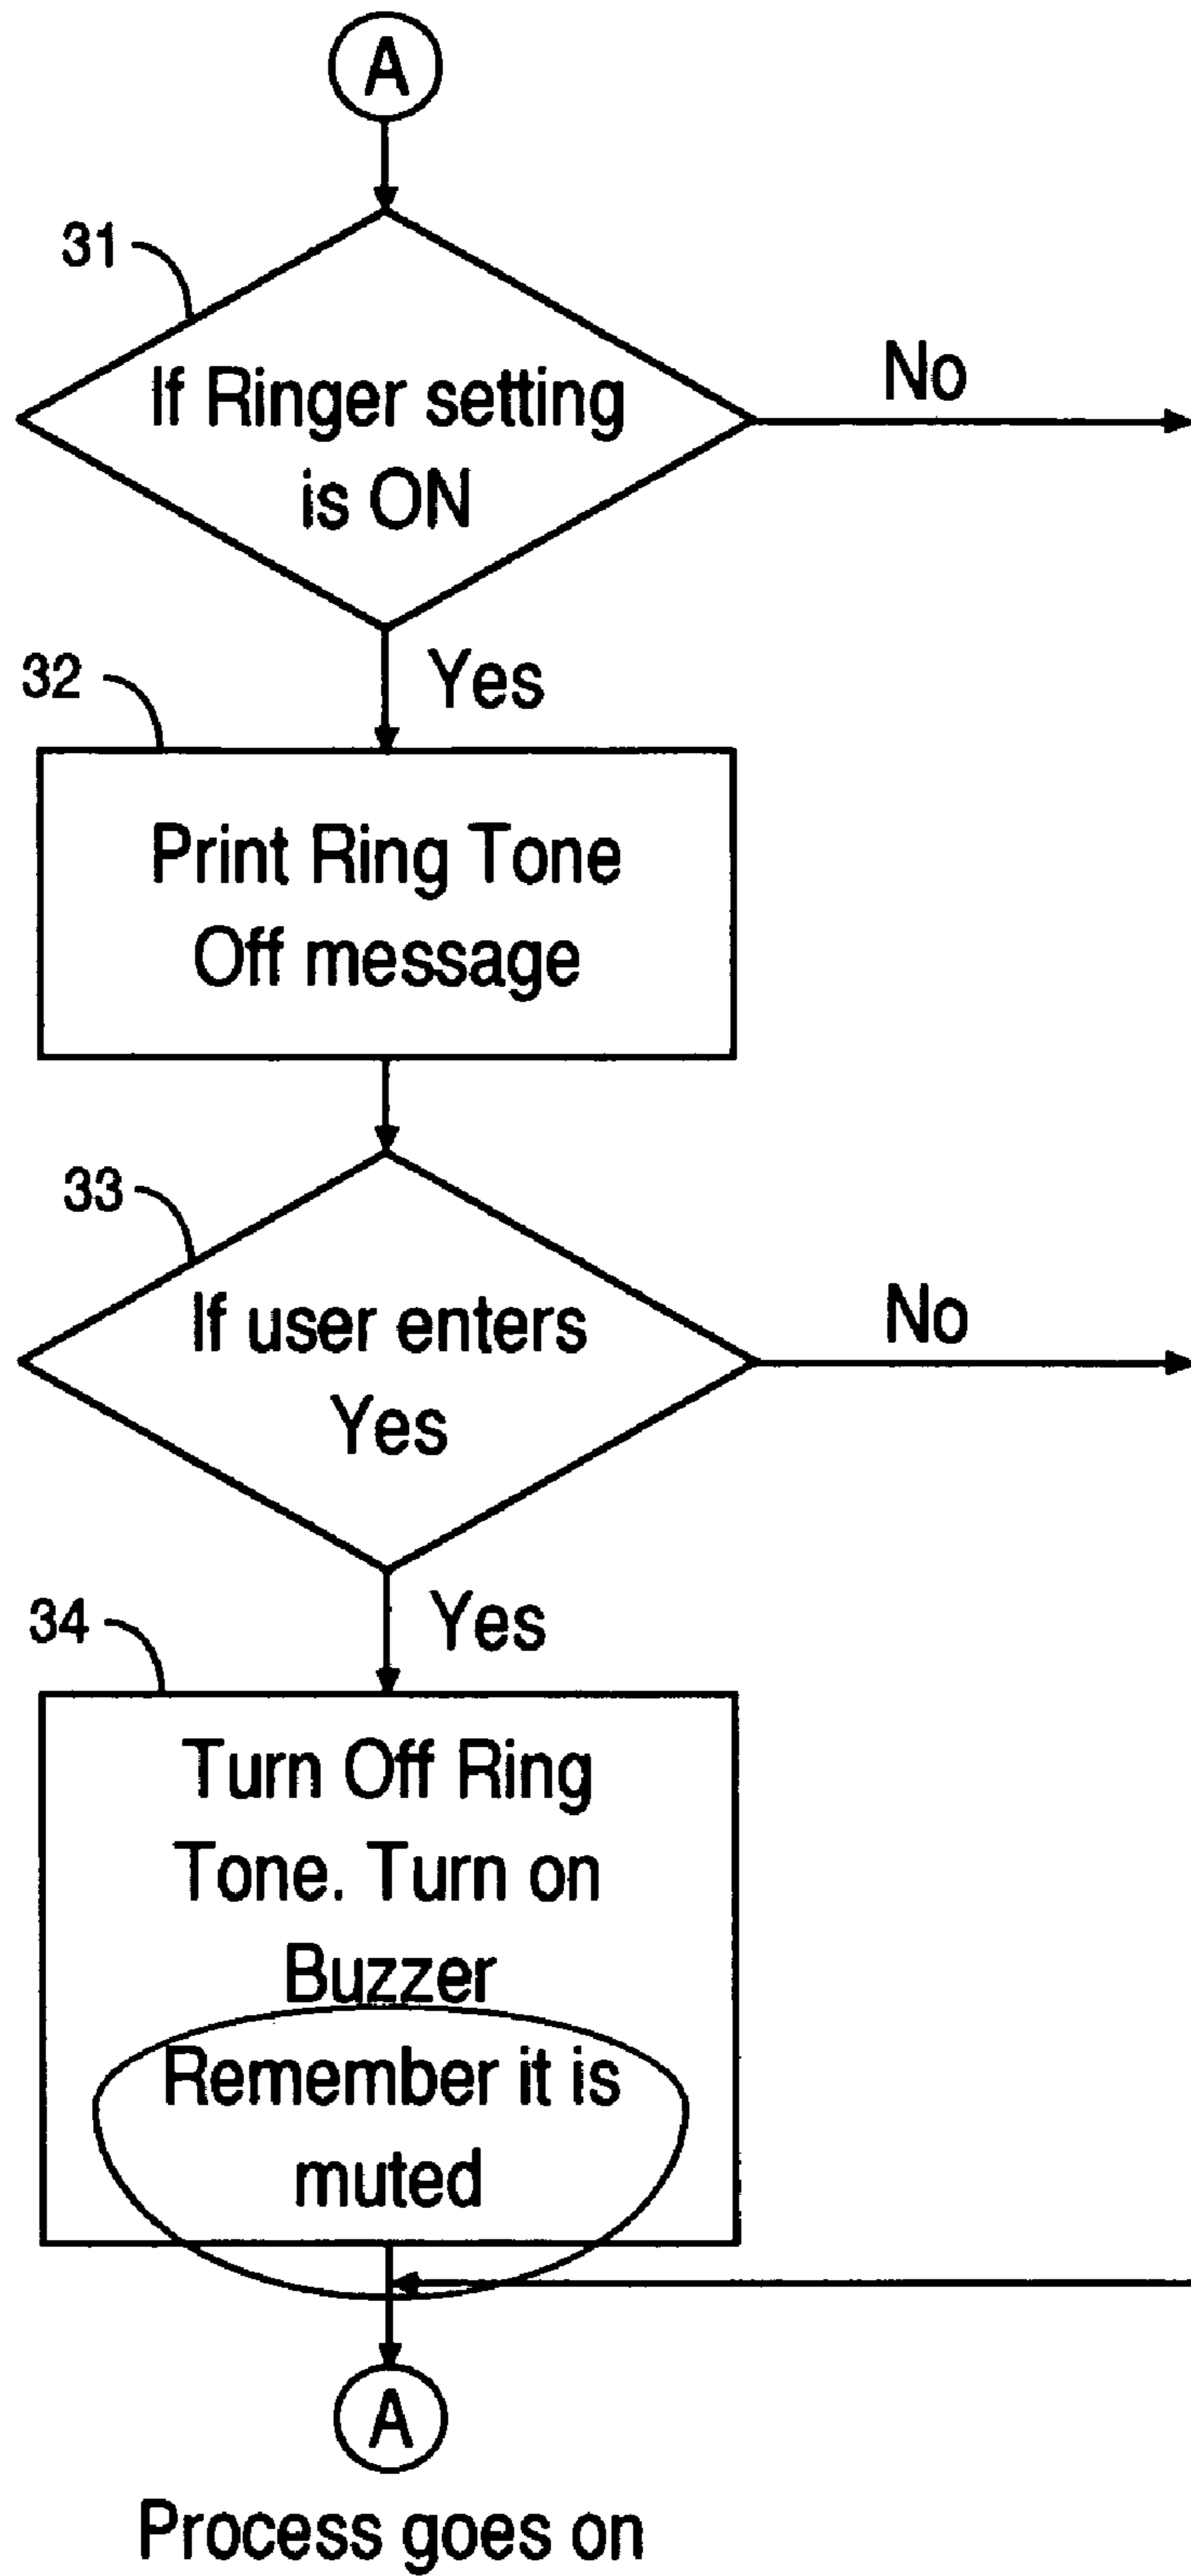 A
31
If Ringer setting
is ON
No
Yes
32
Print Ring Tone
Off message
33
If user enters
Yes
No
Yes
34
Turn Off Ring
Tone. Turn on
Buzzer
Remember it is
muted
A
Process goes on